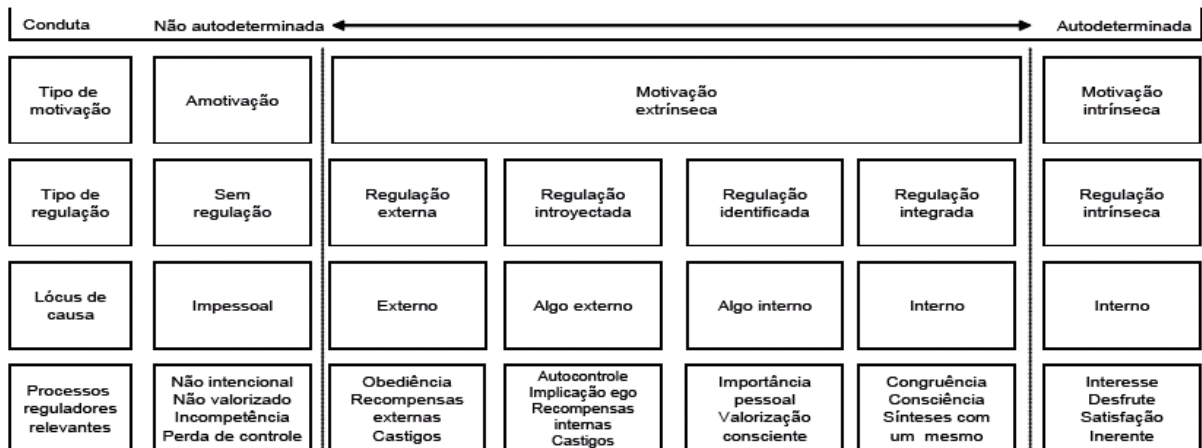 Conduta
Não autodeterminada
Autodeterminada
Tipo de
motivação
Amotivação
Motivação
extrínseca
Motivação
intrínseca
Tipo de
regulação
Sem
regulação
Regulação
externa
Regulação
introyectada
Regulação
identificada
Regulação
integrada
Regulação
intrínseca
Lócus de
causa
Impessoal
Externo
Algo externo
Algo interno
Interno
Interno
Processos
reguladores
relevantes
Não intencional
Não valorizado
Incompetência
Perda de controle
Obediência
Recompensas
externas
Castigos
Autocontrole
Implicação ego
Recompensas
internas
Castigos
Importância
pessoal
Valorização
consciente
Congruência
Consciência
Sínteses com
um mesmo
Interesse
Desfrute
Satisfação
Inerente